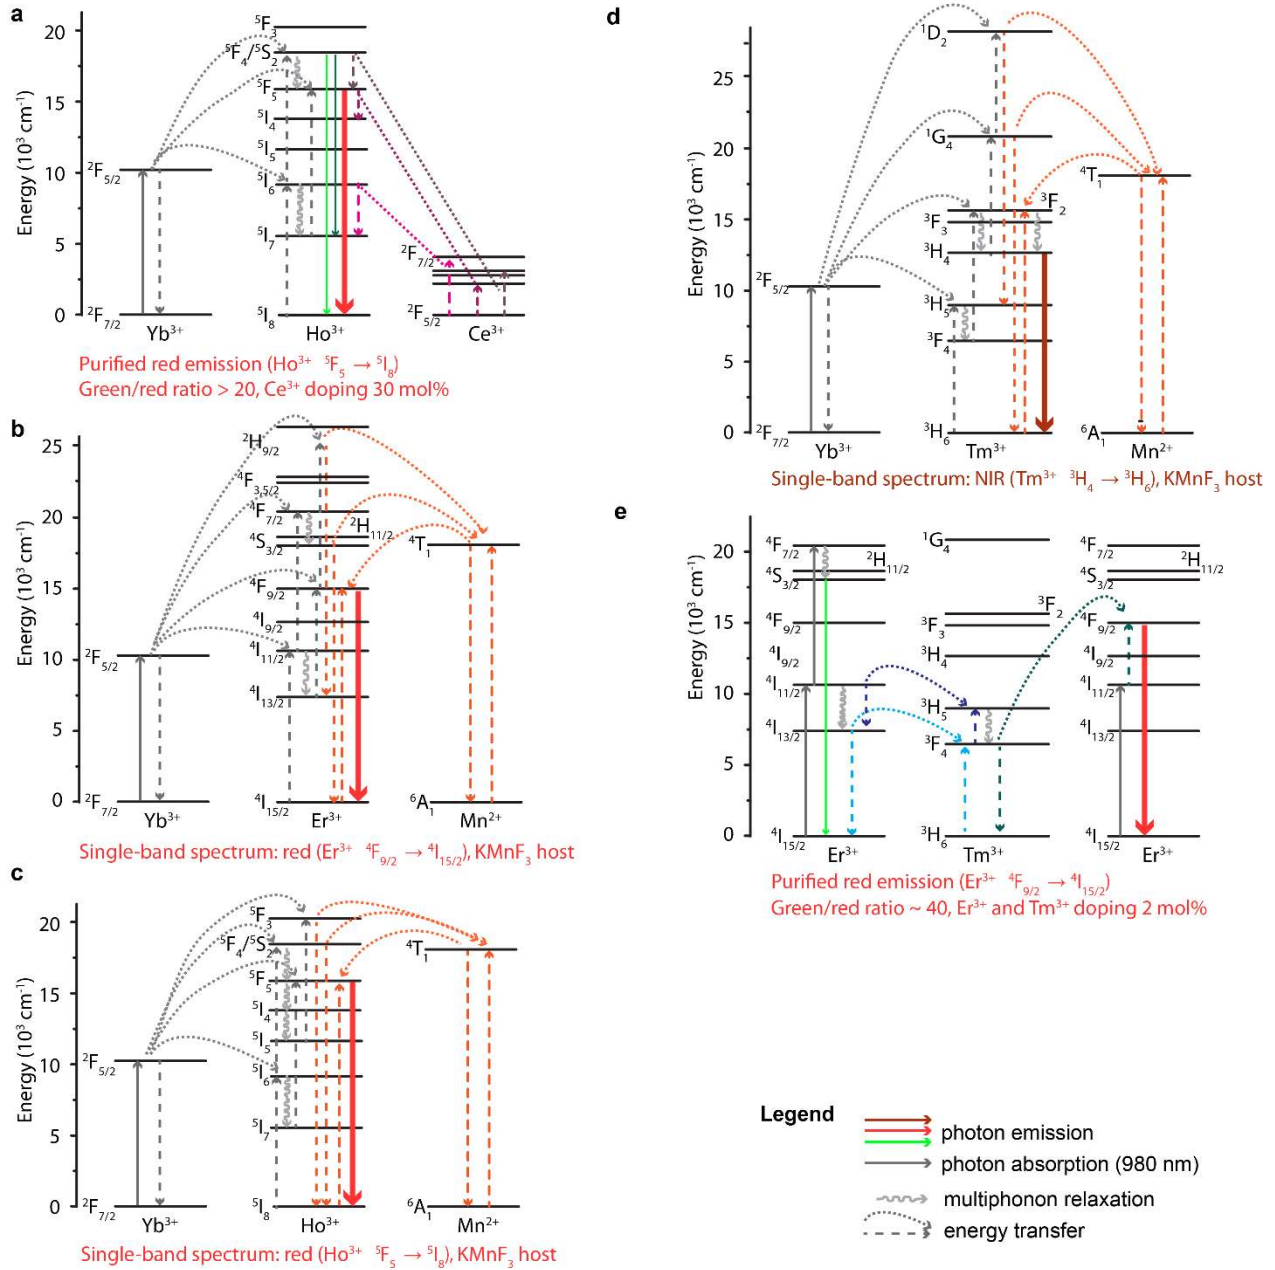 a
Energy (10³ cm⁻¹)
20
15
10
5
0
²F₅/₂
²F₇/₂
Yb³⁺
⁵F₃
⁵F₄/⁵S₂
⁵F₅
⁵I₄
⁵I₅
⁵I₆
⁵I₇
⁵I₈
Ho³⁺
²F₇/₂
²F₅/₂
Ce³⁺
Purified red emission (Ho³⁺ ⁵F₅ → ⁵I₈)
Green/red ratio > 20, Ce³⁺ doping 30 mol%
b
Energy (10³ cm⁻¹)
25
20
15
10
5
0
²F₅/₂
²F₇/₂
Yb³⁺
²H₉/₂
⁴F₃,₅/₂
⁴F₇/₂
²H₁₁/₂
⁴S₃/₂
⁴F₉/₂
⁴I₉/₂
⁴I₁₁/₂
⁴I₁₃/₂
⁴I₁₅/₂
Er³⁺
⁴T₁
⁶A₁
Mn²⁺
Single-band spectrum: red (Er³⁺ ⁴F₉/₂ → ⁴I₁₅/₂), KMnF₃ host
c
Energy (10³ cm⁻¹)
20
15
10
5
0
²F₅/₂
²F₇/₂
Yb³⁺
⁵F₃
⁵F₄/⁵S₂
⁵F₅
⁵I₄
⁵I₅
⁵I₆
⁵I₇
⁵I₈
Ho³⁺
⁴T₁
⁶A₁
Mn²⁺
Single-band spectrum: red (Ho³⁺ ⁵F₅ → ⁵I₈), KMnF₃ host
d
Energy (10³ cm⁻¹)
25
20
15
10
5
0
²F₅/₂
²F₇/₂
Yb³⁺
¹D₂
¹G₄
³F₂
³F₃
³H₄
³H₅
³F₄
³H₆
Tm³⁺
⁴T₁
⁶A₁
Mn²⁺
Single-band spectrum: NIR (Tm³⁺ ³H₄ → ³H₆), KMnF₃ host
e
Energy (10³ cm⁻¹)
20
15
10
5
0
⁴F₇/₂
²H₁₁/₂
⁴S₃/₂
⁴F₉/₂
⁴I₉/₂
⁴I₁₁/₂
⁴I₁₃/₂
⁴I₁₅/₂
Er³⁺
¹G₄
³F₂
³F₃
³H₄
³H₅
³F₄
³H₆
Tm³⁺
⁴F₇/₂
²H₁₁/₂
⁴S₃/₂
⁴F₉/₂
⁴I₉/₂
⁴I₁₁/₂
⁴I₁₃/₂
⁴I₁₅/₂
Er³⁺
Purified red emission (Er³⁺ ⁴F₉/₂ → ⁴I₁₅/₂)
Green/red ratio ~ 40, Er³⁺ and Tm³⁺ doping 2 mol%
Legend
photon emission
photon absorption (980 nm)
multiphonon relaxation
energy transfer